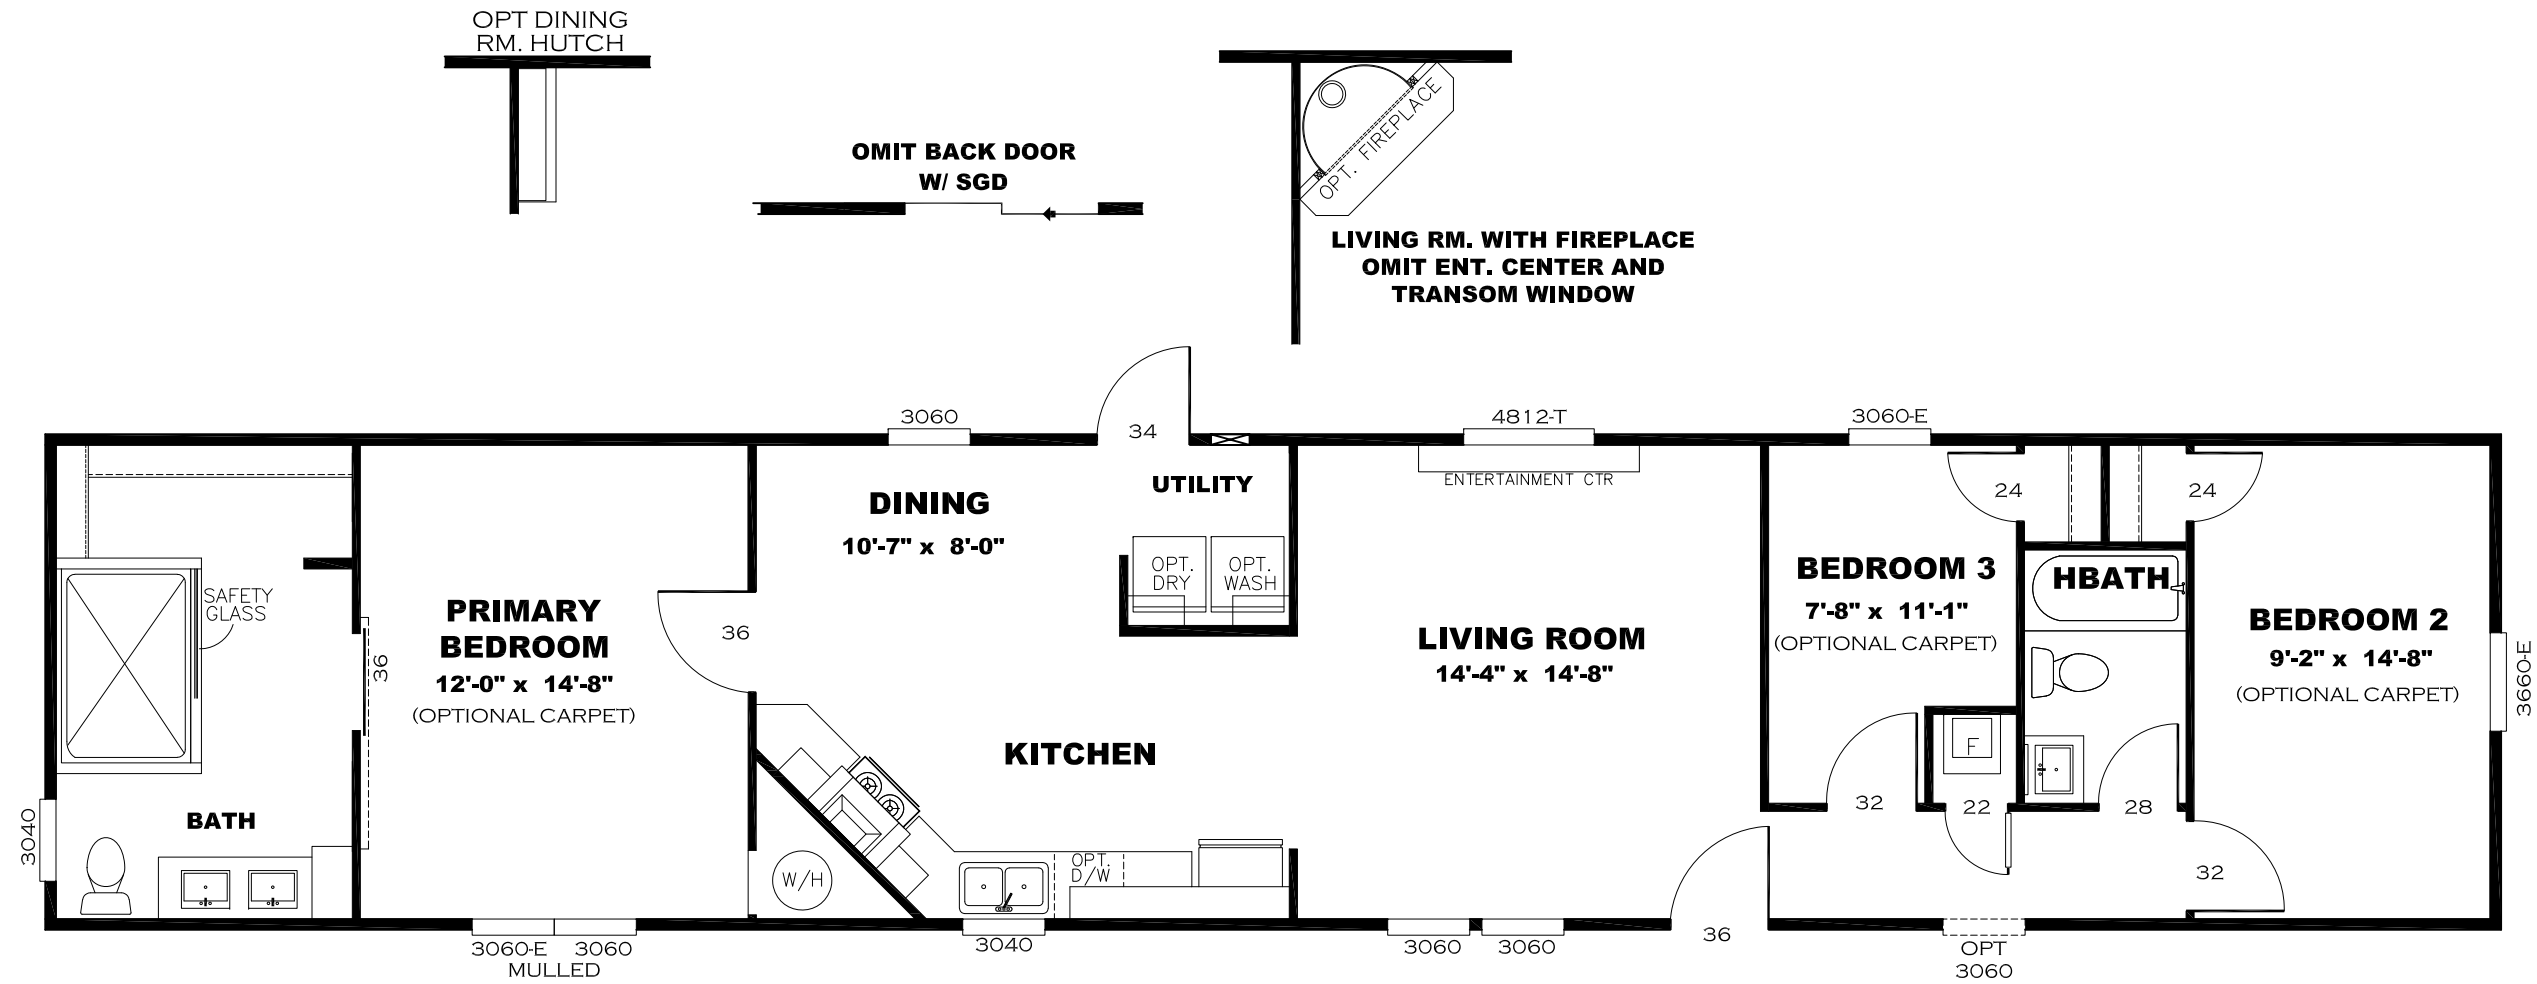 OPT DINING
RM. HUTCH
OMIT BACK DOOR
W/ SGD
OPT. FIREPLACE
LIVING RM. WITH FIREPLACE
OMIT ENT. CENTER AND
TRANSOM WINDOW
3060
34
4812-T
3060-E
ENTERTAINMENT CTR
UTILITY
DINING
10'-7" x 8'-0"
24
24
OPT.
DRY
OPT.
WASH
SAFETY
GLASS
PRIMARY
BEDROOM
12'-0" x 14'-8"
(OPTIONAL CARPET)
36
36
LIVING ROOM
14'-4" x 14'-8"
BEDROOM 3
7'-8" x 11'-1"
(OPTIONAL CARPET)
HBATH
BEDROOM 2
9'-2" x 14'-8"
(OPTIONAL CARPET)
3660-E
KITCHEN
F
BATH
3040
32
22
28
32
W/H
OPT.
D/W
3060-E
3060
MULLED
3040
3060
3060
36
OPT
3060